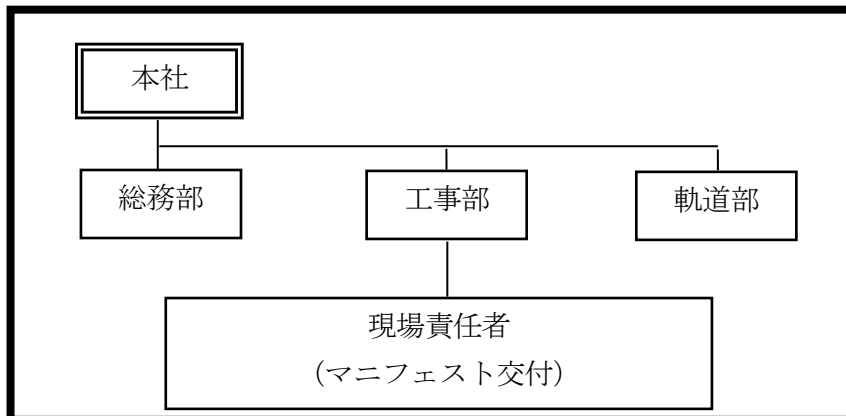 本社
総務部
工事部
軌道部
現場責任者
（マニフェスト交付）